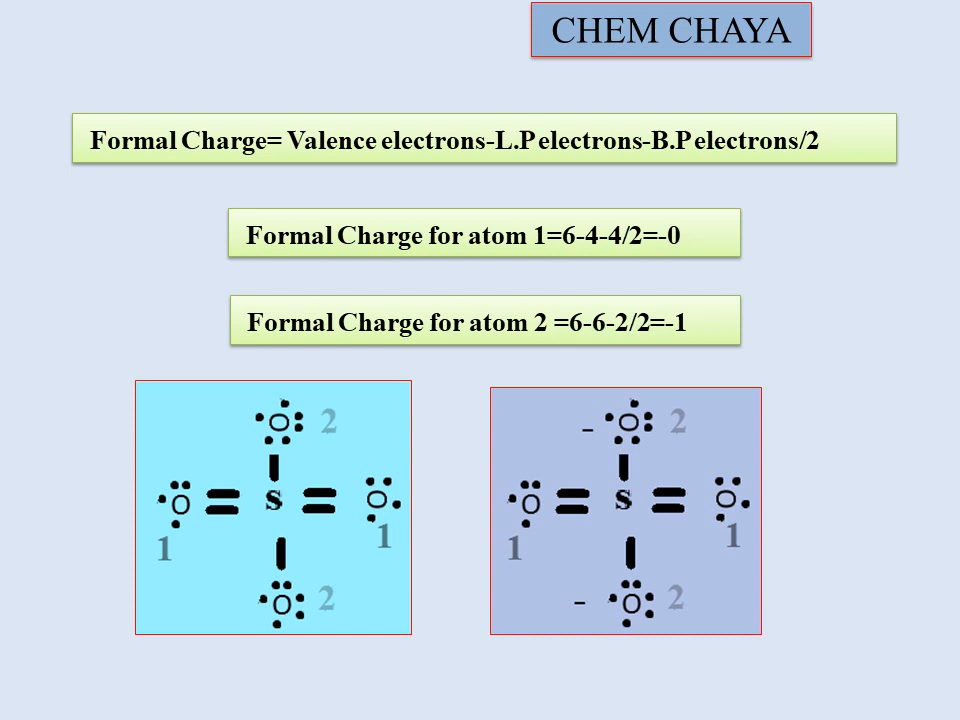 CHEM CHAYA
Formal Charge= Valence electrons-L.P electrons-B.P electrons/2
Formal Charge for atom 1=6-4-4/2=-0
Formal Charge for atom 2 =6-6-2/2=-1
O 2
O = S = O
1 1
O 2
- O 2
O = S = O
1 1
- O 2